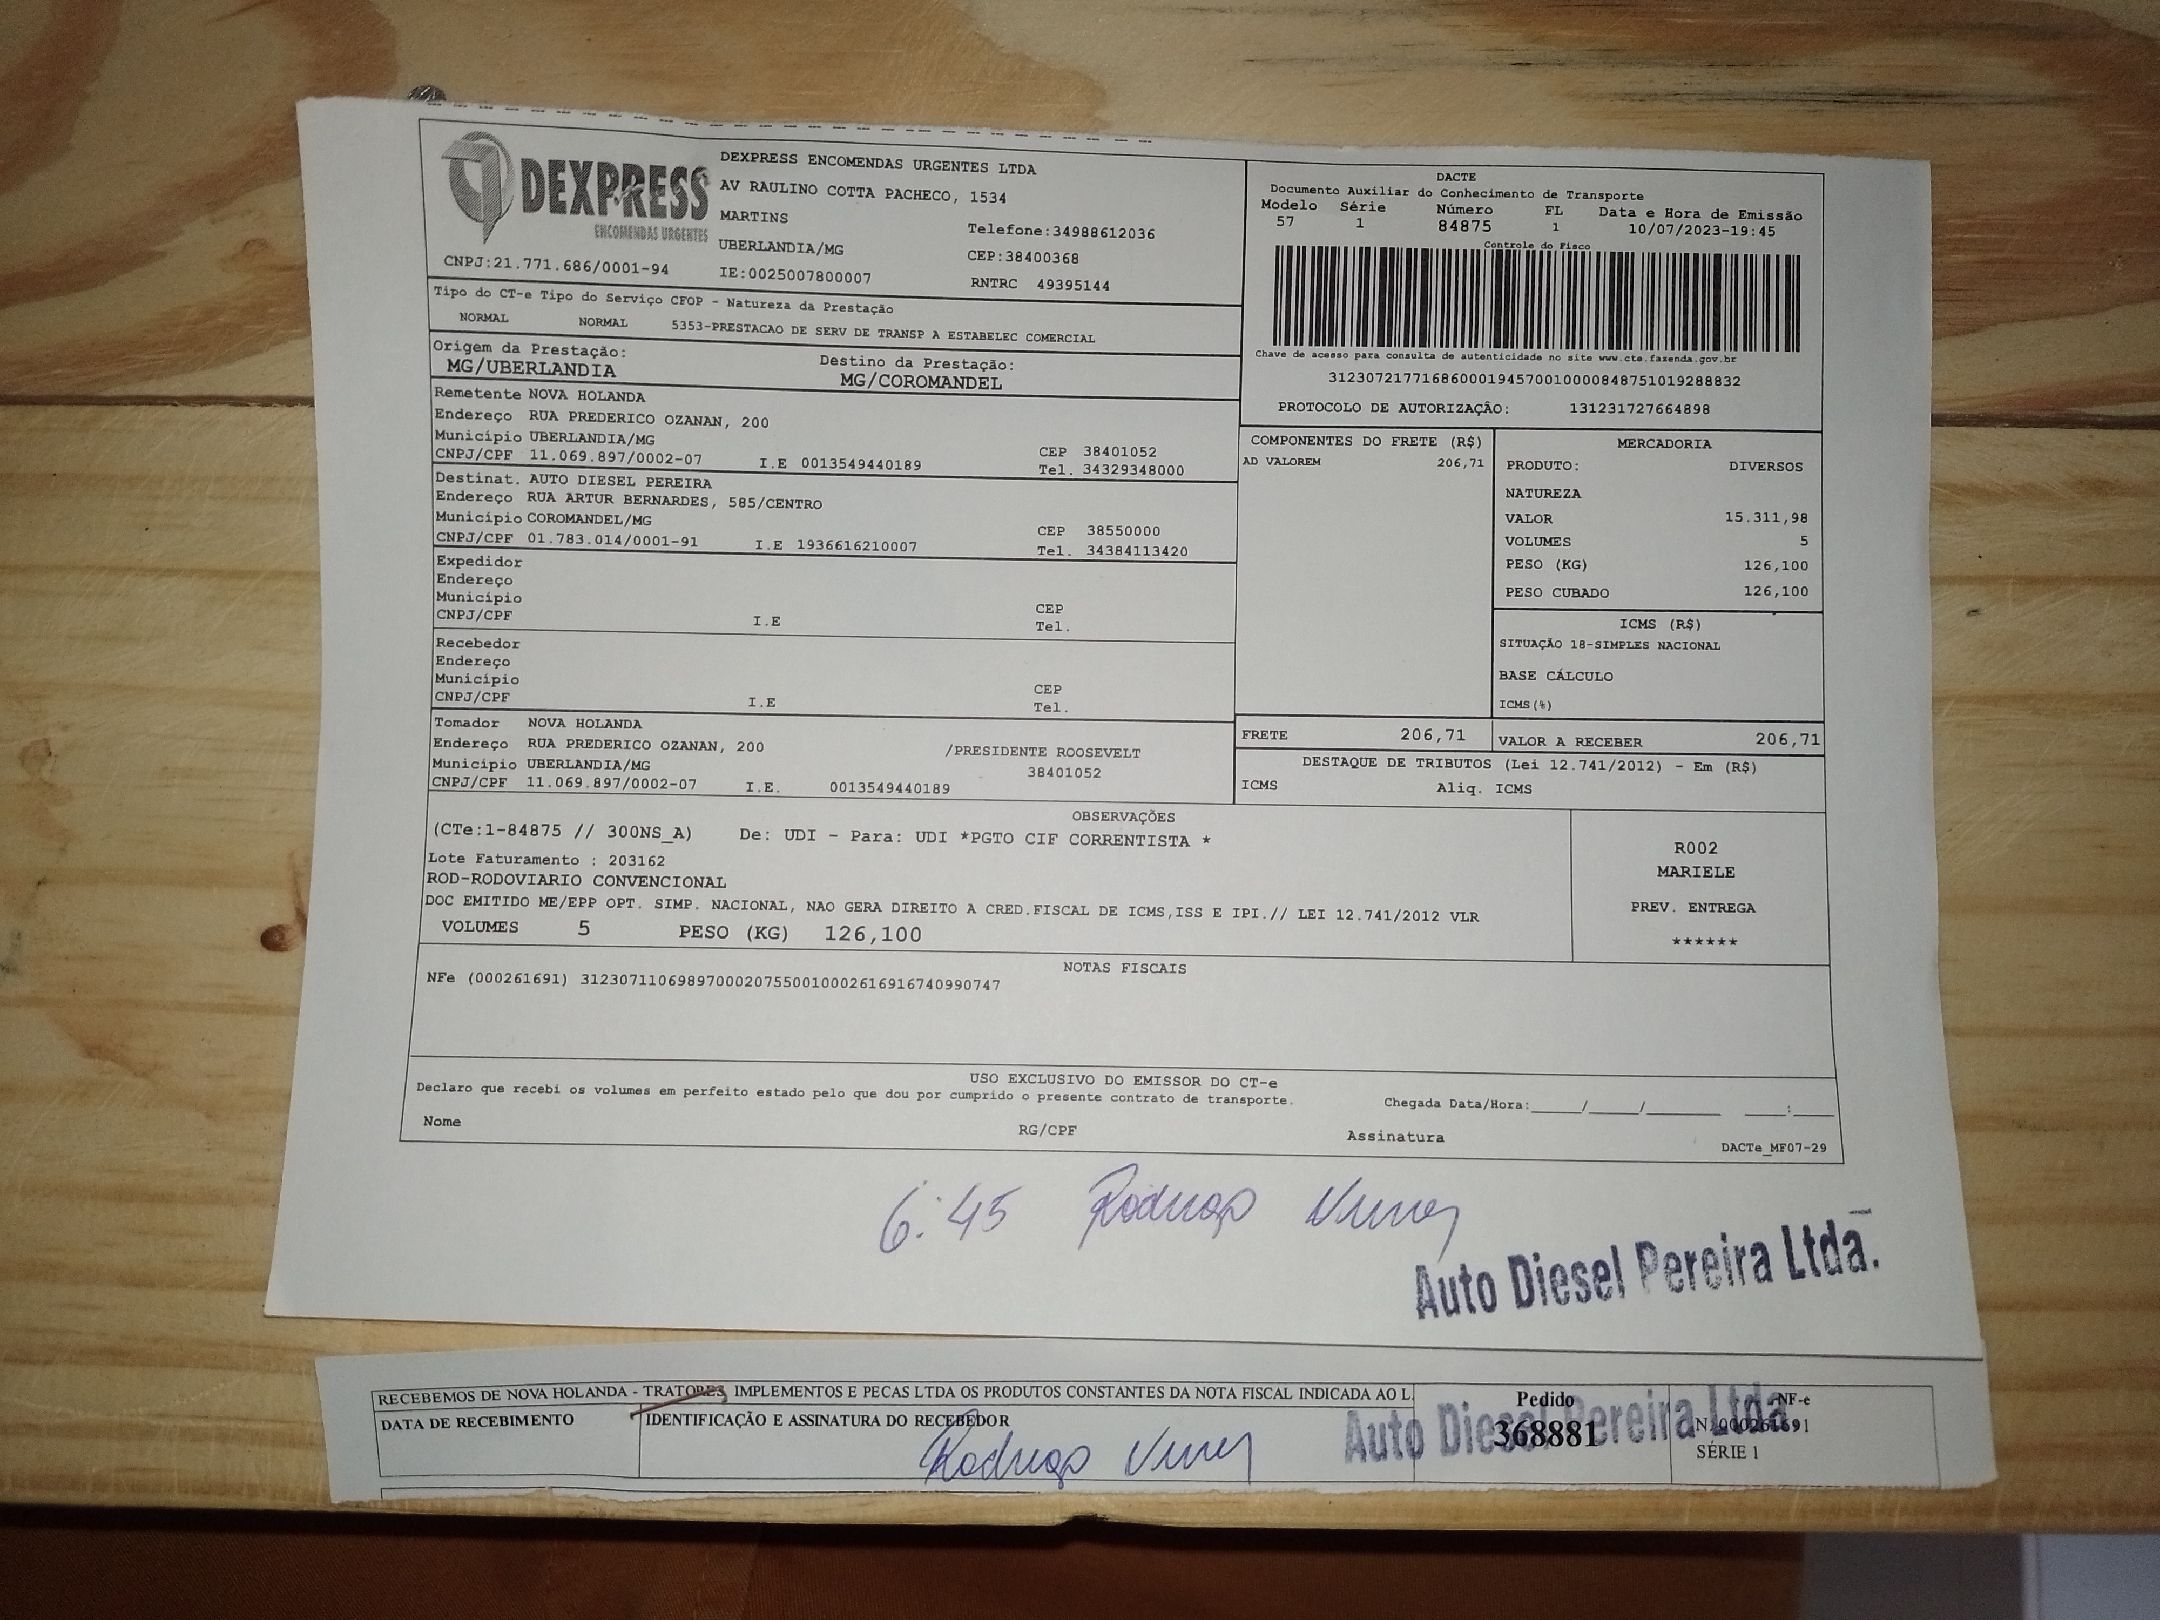 DEXPRESS
ENCOMENDAS URGENTES
CNPJ:21.771.686/0001-94
DEXPRESS ENCOMENDAS URGENTES LTDA
AV RAULINO COTTA PACHECO, 1534
MARTINS
Telefone:34988612036
UBERLANDIA/MG
CEP:38400368
IE:0025007800007
RNTRC 49395144
DACTE
Documento Auxiliar do Conhecimento de Transporte
Modelo Série Número FL Data e Hora de Emissão
57 1 84875 1 10/07/2023-19:45
Controle do Fisco
Chave de acesso para consulta de autenticidade no site www.cte.fazenda.gov.br
31230721771686000194570010000848751019288832
PROTOCOLO DE AUTORIZAÇÂO: 131231727664898
Tipo do CT-e Tipo do Serviço CFOP - Natureza da Prestação
NORMAL NORMAL 5353-PRESTACAO DE SERV DE TRANSP A ESTABELEC COMERCIAL
Origem da Prestação: Destino da Prestação:
MG/UBERLANDIA MG/COROMANDEL
Remetente NOVA HOLANDA
Endereço RUA PREDERICO OZANAN, 200
Município UBERLANDIA/MG CEP 38401052
CNPJ/CPF 11.069.897/0002-07 I.E 0013549440189 Tel. 34329348000
Destinat. AUTO DIESEL PEREIRA
Endereço RUA ARTUR BERNARDES, 585/CENTRO
Município COROMANDEL/MG CEP 38550000
CNPJ/CPF 01.783.014/0001-91 I.E 1936616210007 Tel. 34384113420
Expedidor
Endereço
Município CEP
CNPJ/CPF I.E Tel.
Recebedor
Endereço
Município CEP
CNPJ/CPF I.E Tel.
Tomador NOVA HOLANDA
Endereço RUA PREDERICO OZANAN, 200 /PRESIDENTE ROOSEVELT
Município UBERLANDIA/MG 38401052
CNPJ/CPF 11.069.897/0002-07 I.E. 0013549440189
COMPONENTES DO FRETE (R$)
AD VALOREM 206,71
MERCADORIA
PRODUTO: DIVERSOS
NATUREZA
VALOR 15.311,98
VOLUMES 5
PESO (KG) 126,100
PESO CUBADO 126,100
ICMS (R$)
SITUAÇÃO 18-SIMPLES NACIONAL
BASE CÁLCULO
ICMS(%)
FRETE 206,71 VALOR A RECEBER 206,71
DESTAQUE DE TRIBUTOS (Lei 12.741/2012) - Em (R$)
ICMS Aliq. ICMS
OBSERVAÇÕES
(CTe:1-84875 // 300NS_A) De: UDI - Para: UDI *PGTO CIF CORRENTISTA *
Lote Faturamento : 203162
ROD-RODOVIARIO CONVENCIONAL
DOC EMITIDO ME/EPP OPT. SIMP. NACIONAL, NAO GERA DIREITO A CRED.FISCAL DE ICMS,ISS E IPI.// LEI 12.741/2012 VLR
VOLUMES 5 PESO (KG) 126,100
R002
MARIELE
PREV. ENTREGA
******
NOTAS FISCAIS
NFe (000261691) 31230711069897000207550010002616916740990747
USO EXCLUSIVO DO EMISSOR DO CT-e
Declaro que recebi os volumes em perfeito estado pelo que dou por cumprido o presente contrato de transporte.
Chegada Data/Hora:_____/_____/_______ ____:____
Nome RG/CPF Assinatura
DACTe_MF07-29
6:45 Rodrigo
Auto Diesel Pereira Ltda.
RECEBEMOS DE NOVA HOLANDA - TRATORES IMPLEMENTOS E PECAS LTDA OS PRODUTOS CONSTANTES DA NOTA FISCAL INDICADA AO L
DATA DE RECEBIMENTO
IDENTIFICAÇÃO E ASSINATURA DO RECEBEDOR
Rodrigo
Auto Diesel Pereira Ltda
Pedido
368881
NF-e
N. 000261691
SÉRIE 1